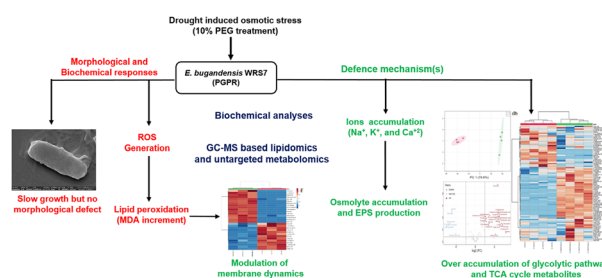 Drought induced osmotic stress
(10% PEG treatment)
Morphological and
Biochemical responses
E. bugandensis WRS7
(PGPR)
Defence mechanism(s)
Biochemical analyses
GC-MS based lipidomics
and untargeted metabolomics
ROS
Generation
Ions accumulation
(Na⁺, K⁺, and Ca⁺²)
Slow growth but no
morphological defect
Lipid peroxidation
(MDA increment)
Osmolyte accumulation
and EPS production
Modulation of
membrane dynamics
Over accumulation of glycolytic pathwa
and TCA cycle metabolites